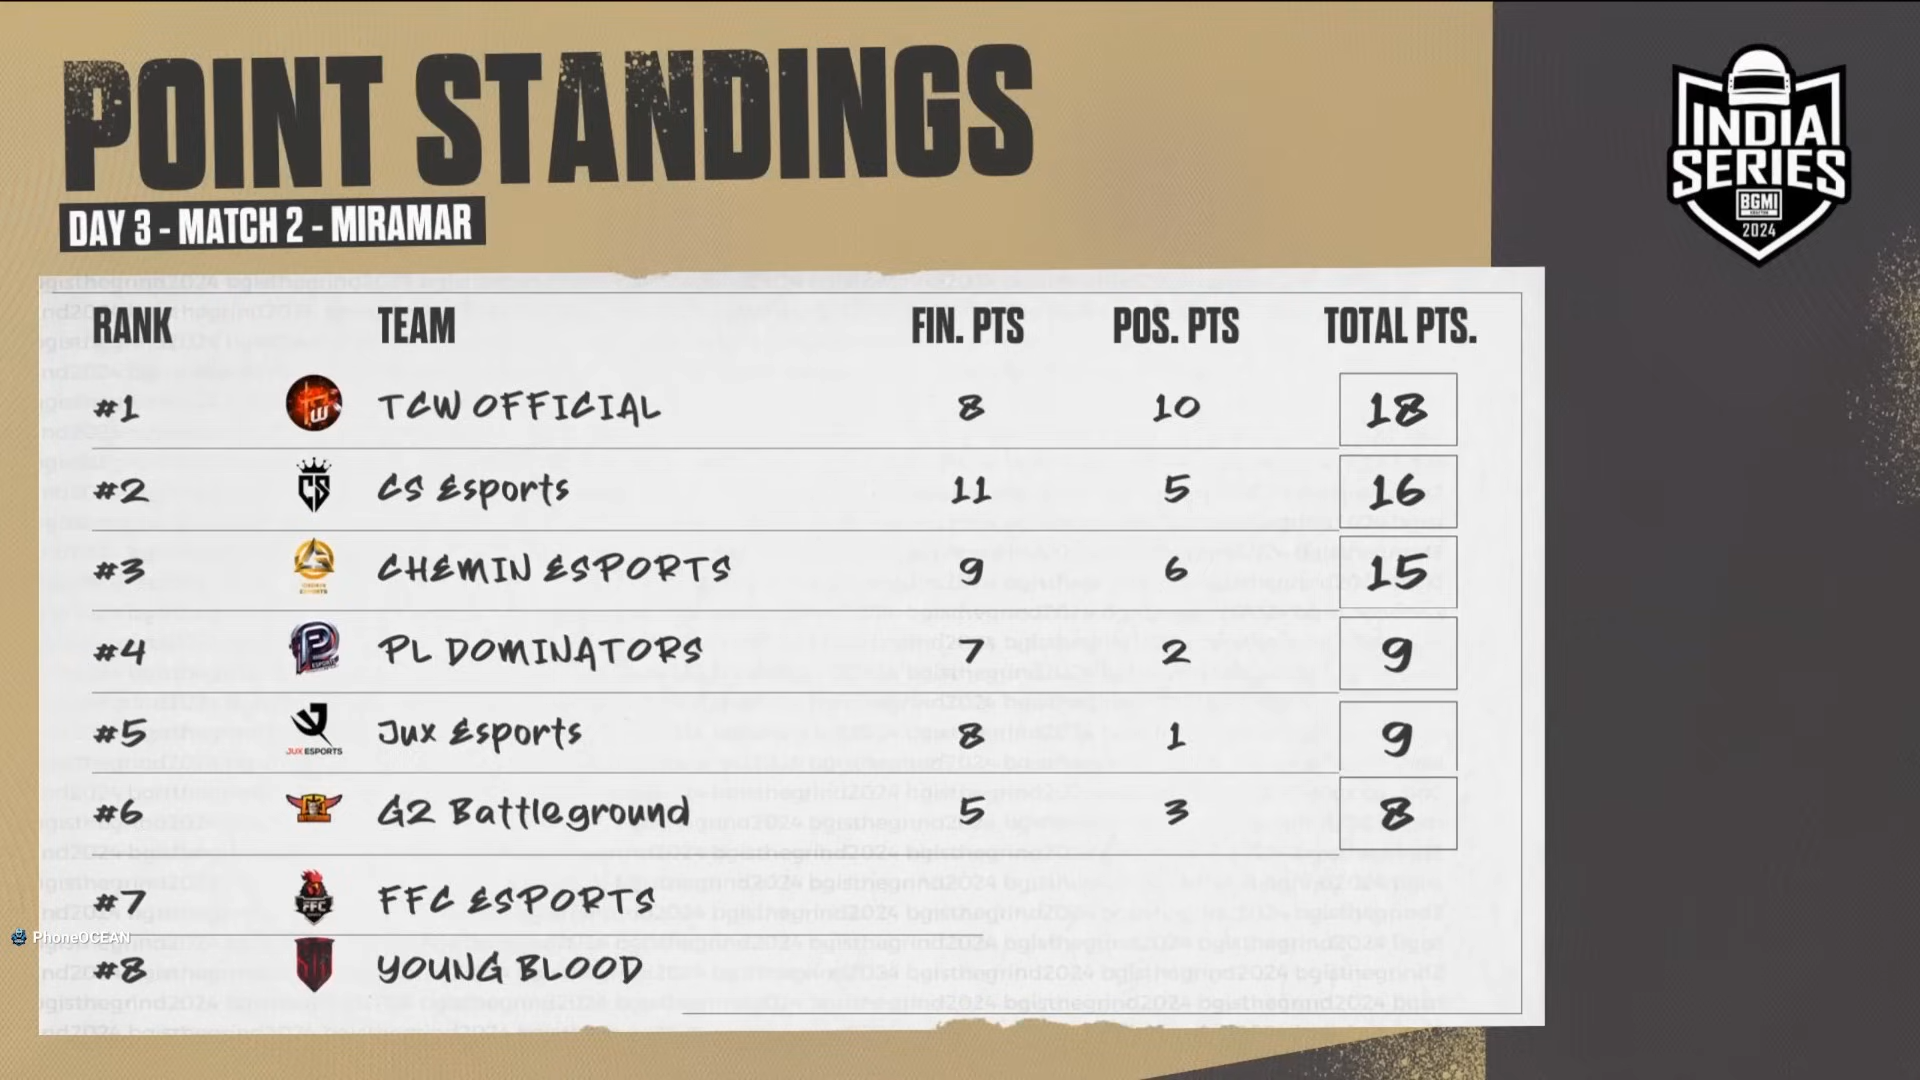 POINT STANDINGS
DAY 3 - MATCH 2 - MIRAMAR
INDIA
SERIES
BGMI
2024
RANK TEAM FIN. PTS POS. PTS TOTAL PTS.
#1 TCW OFFICIAL 8 10 18
#2 CS Esports 11 5 16
#3 CHEMIN ESPORTS 9 6 15
#4 PL DOMINATORS 7 2 9
#5 JUX ESPORTS Jux Esports 8 1 9
#6 G2 Battleground 5 3 8
#7 FFC FFC ESPORTS
PhoneOCEAN
#8 YOUNG BLOOD